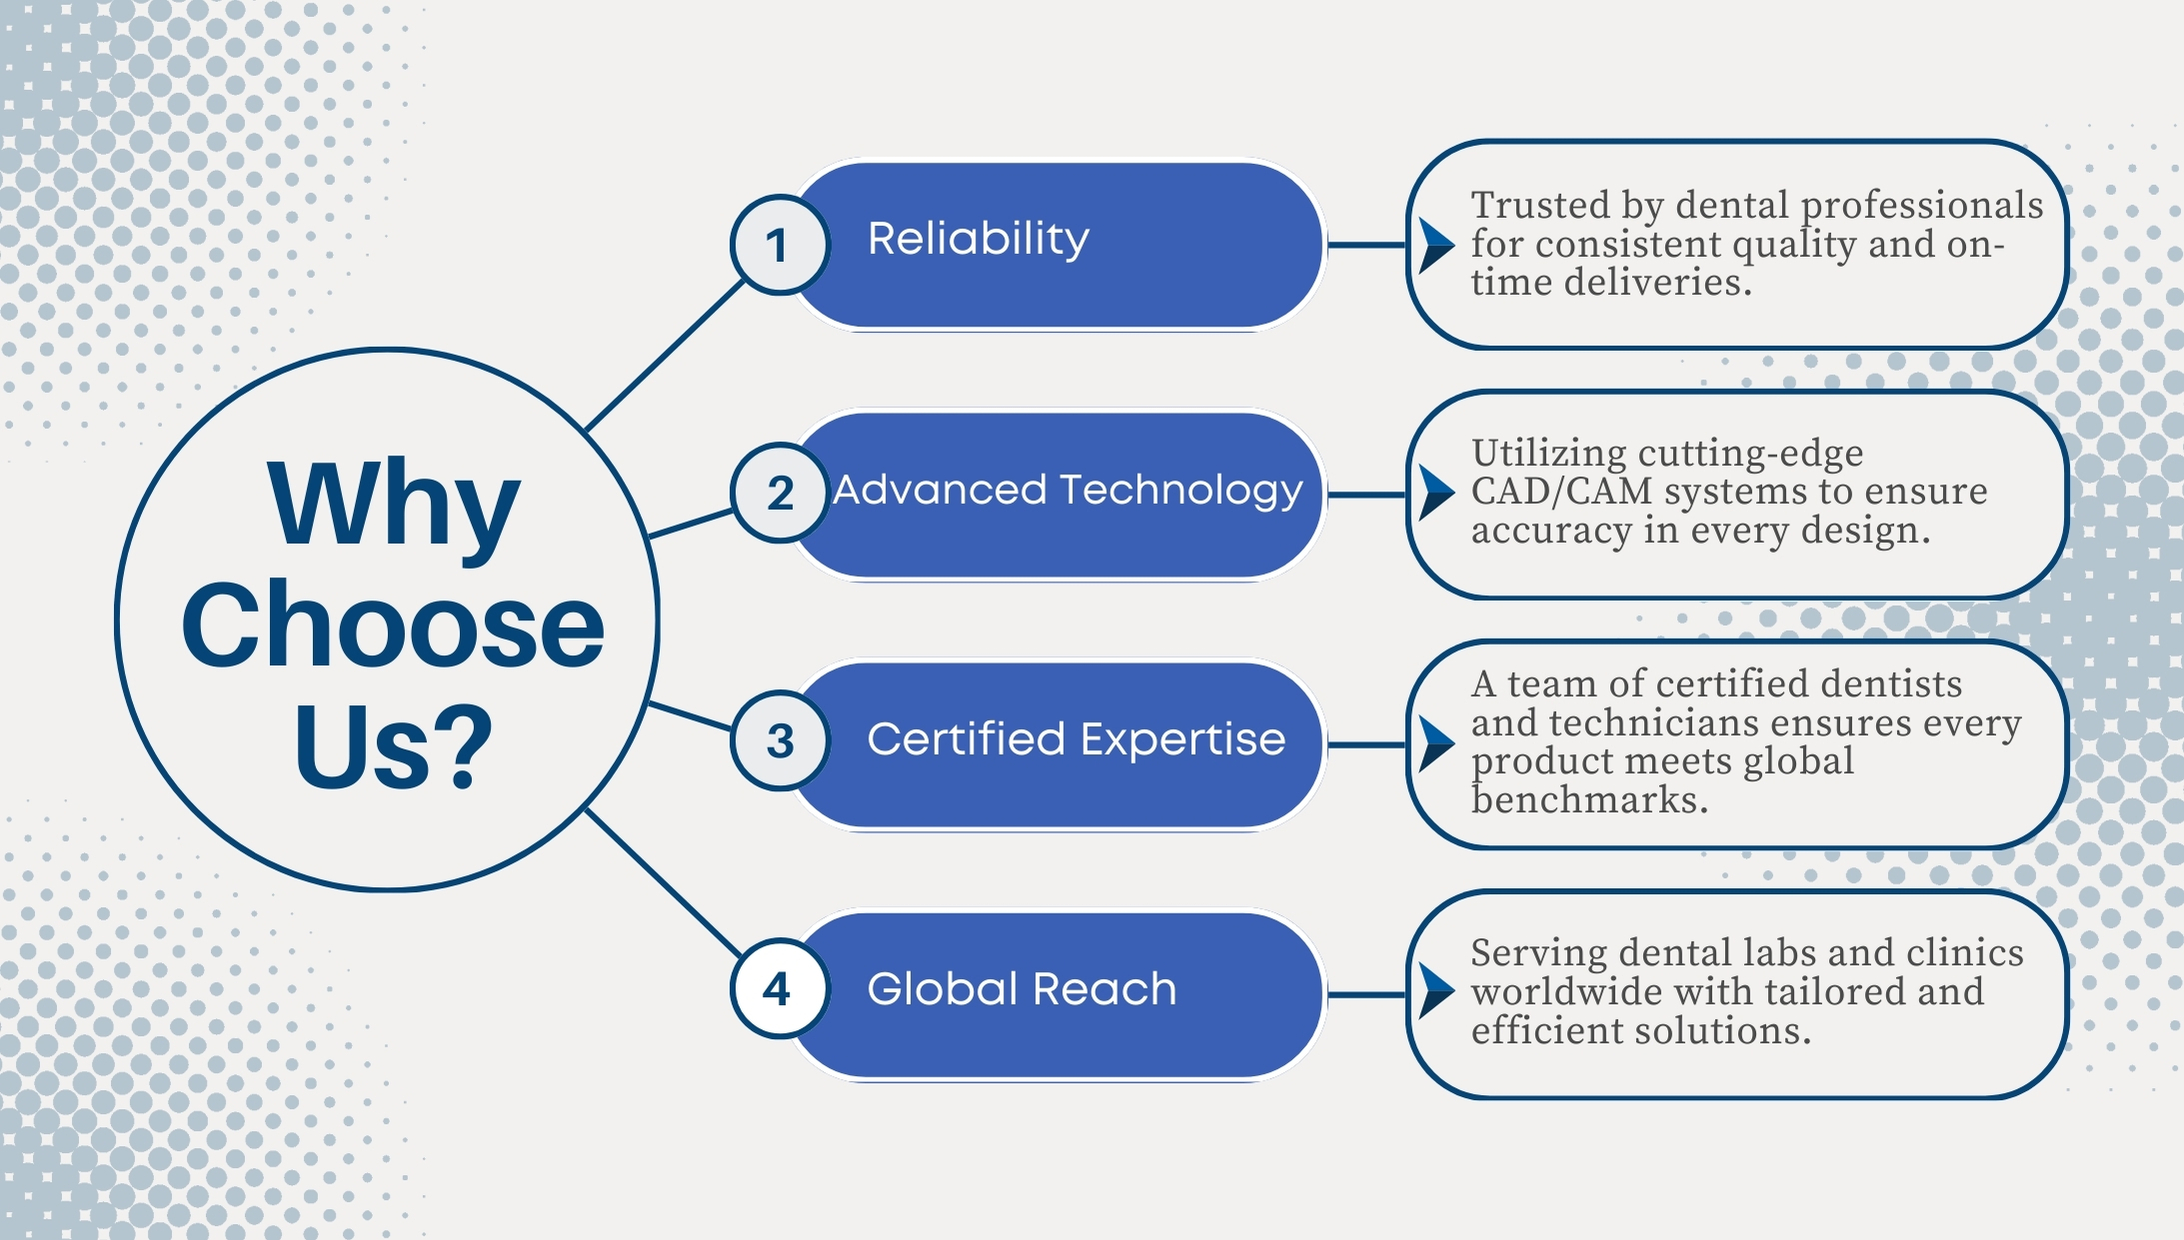 Why
Choose
Us?
1
Reliability
Trusted by dental professionals
for consistent quality and on-
time deliveries.
2
Advanced Technology
Utilizing cutting-edge
CAD/CAM systems to ensure
accuracy in every design.
3
Certified Expertise
A team of certified dentists
and technicians ensures every
product meets global
benchmarks.
4
Global Reach
Serving dental labs and clinics
worldwide with tailored and
efficient solutions.